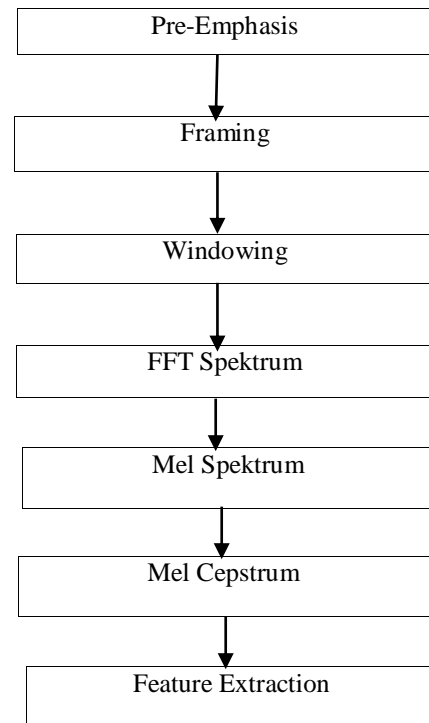 Pre-Emphasis
Framing
Windowing
FFT Spektrum
Mel Spektrum
Mel Cepstrum
Feature Extraction